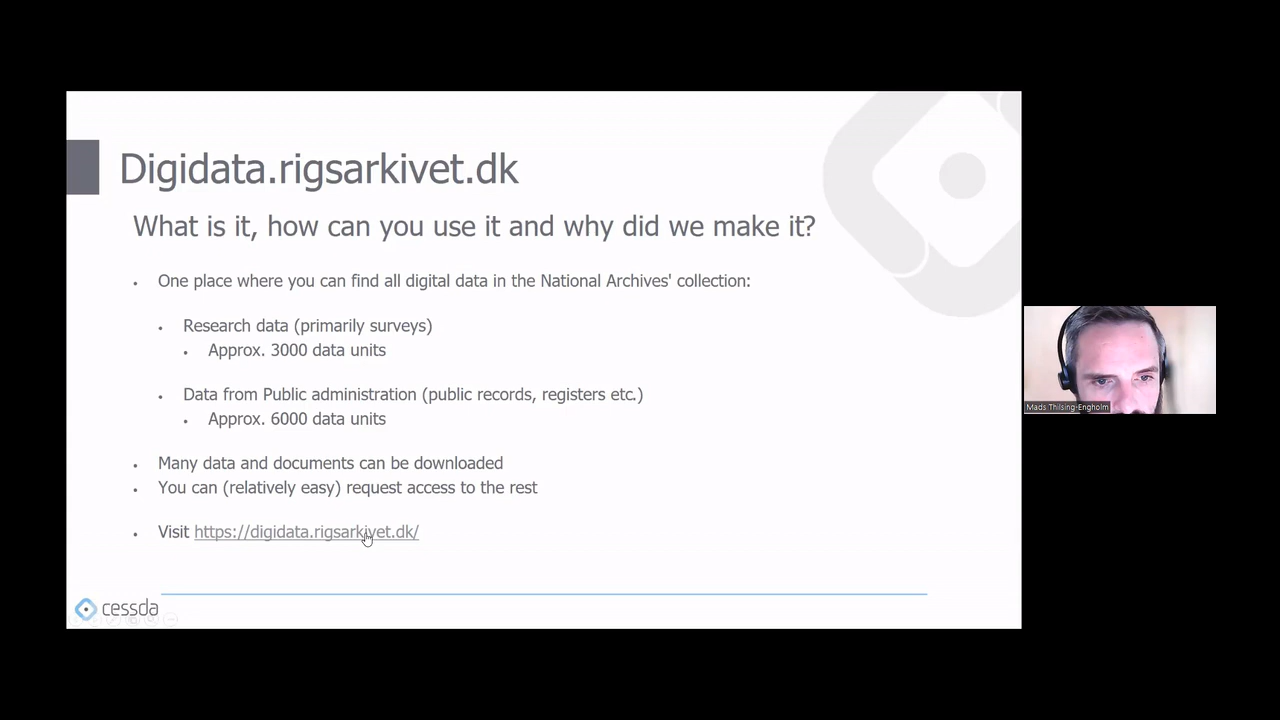 Digidata.rigsarkivet.dk
What is it, how can you use it and why did we make it?
• One place where you can find all digital data in the National Archives' collection:
• Research data (primarily surveys)
• Approx. 3000 data units
• Data from Public administration (public records, registers etc.)
• Approx. 6000 data units
• Many data and documents can be downloaded
• You can (relatively easy) request access to the rest
• Visit https://digidata.rigsarkivet.dk/
cessda
Mads Thilsing-Engholm